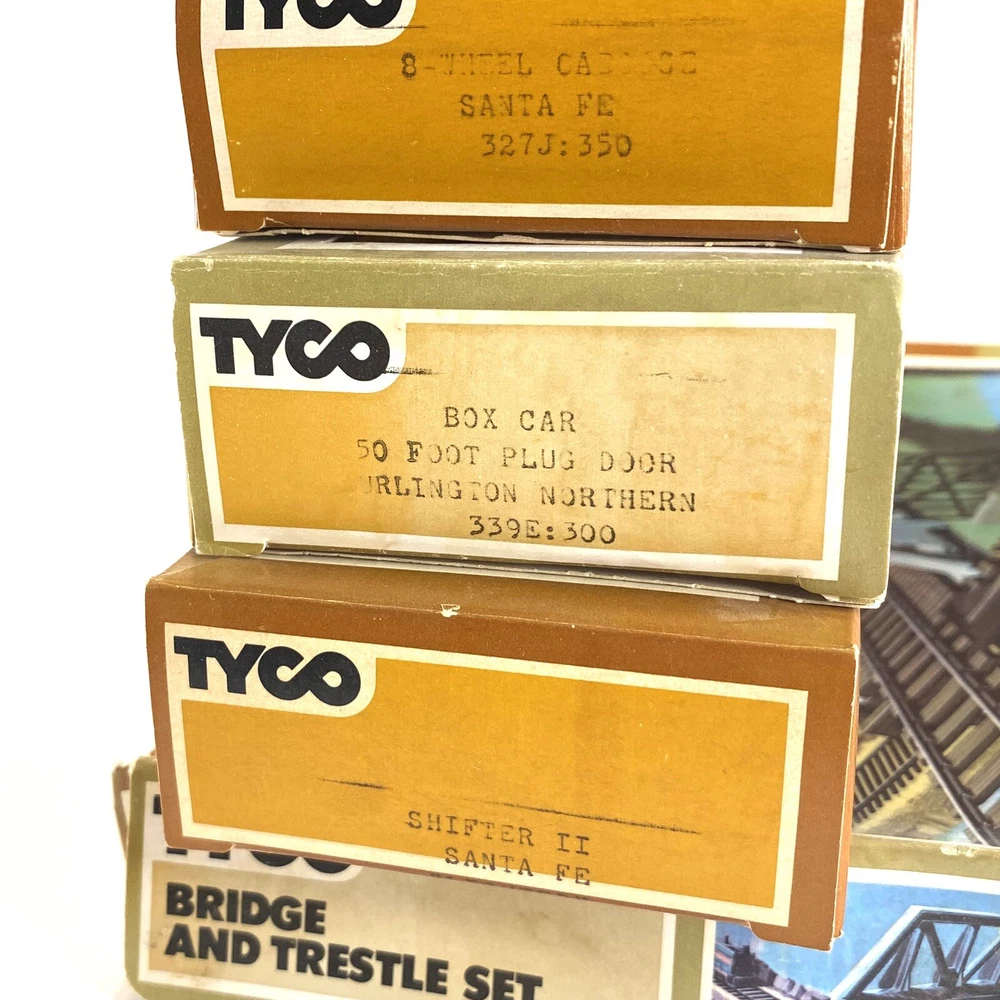 TYCO
8-WHEEL CABOOSE
SANTA FE
327J:350
TYCO
BOX CAR
50 FOOT PLUG DOOR
URLINGTON NORTHERN
339E:300
TYCO
SHIFTER II
SANTA FE
BRIDGE
AND TRESTLE SET